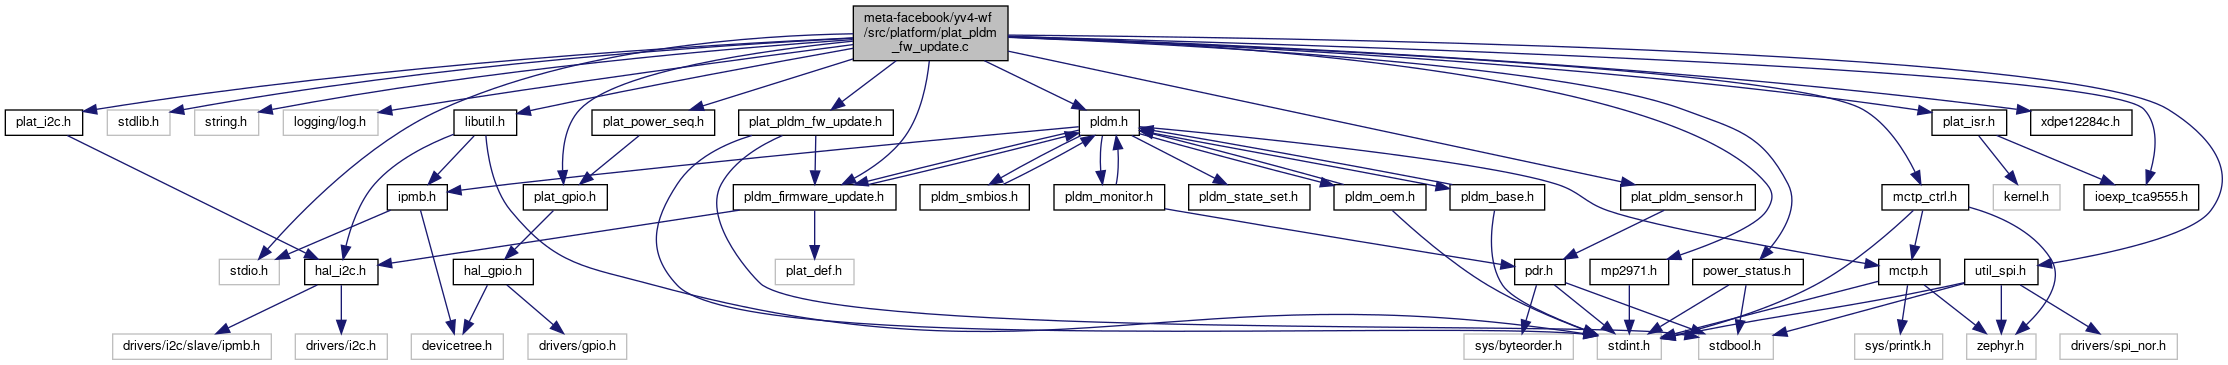 meta-facebook/yv4-wf
/src/platform/plat_pldm
_fw_update.c
plat_i2c.h
stdlib.h
string.h
logging/log.h
libutil.h
plat_power_seq.h
plat_pldm_fw_update.h
pldm.h
plat_isr.h
xdpe12284c.h
ipmb.h
plat_gpio.h
pldm_firmware_update.h
pldm_smbios.h
pldm_monitor.h
pldm_state_set.h
pldm_oem.h
pldm_base.h
plat_pldm_sensor.h
mctp_ctrl.h
kernel.h
ioexp_tca9555.h
stdio.h
hal_i2c.h
hal_gpio.h
plat_def.h
pdr.h
mp2971.h
power_status.h
mctp.h
util_spi.h
drivers/i2c/slave/ipmb.h
drivers/i2c.h
devicetree.h
drivers/gpio.h
sys/byteorder.h
stdint.h
stdbool.h
sys/printk.h
zephyr.h
drivers/spi_nor.h